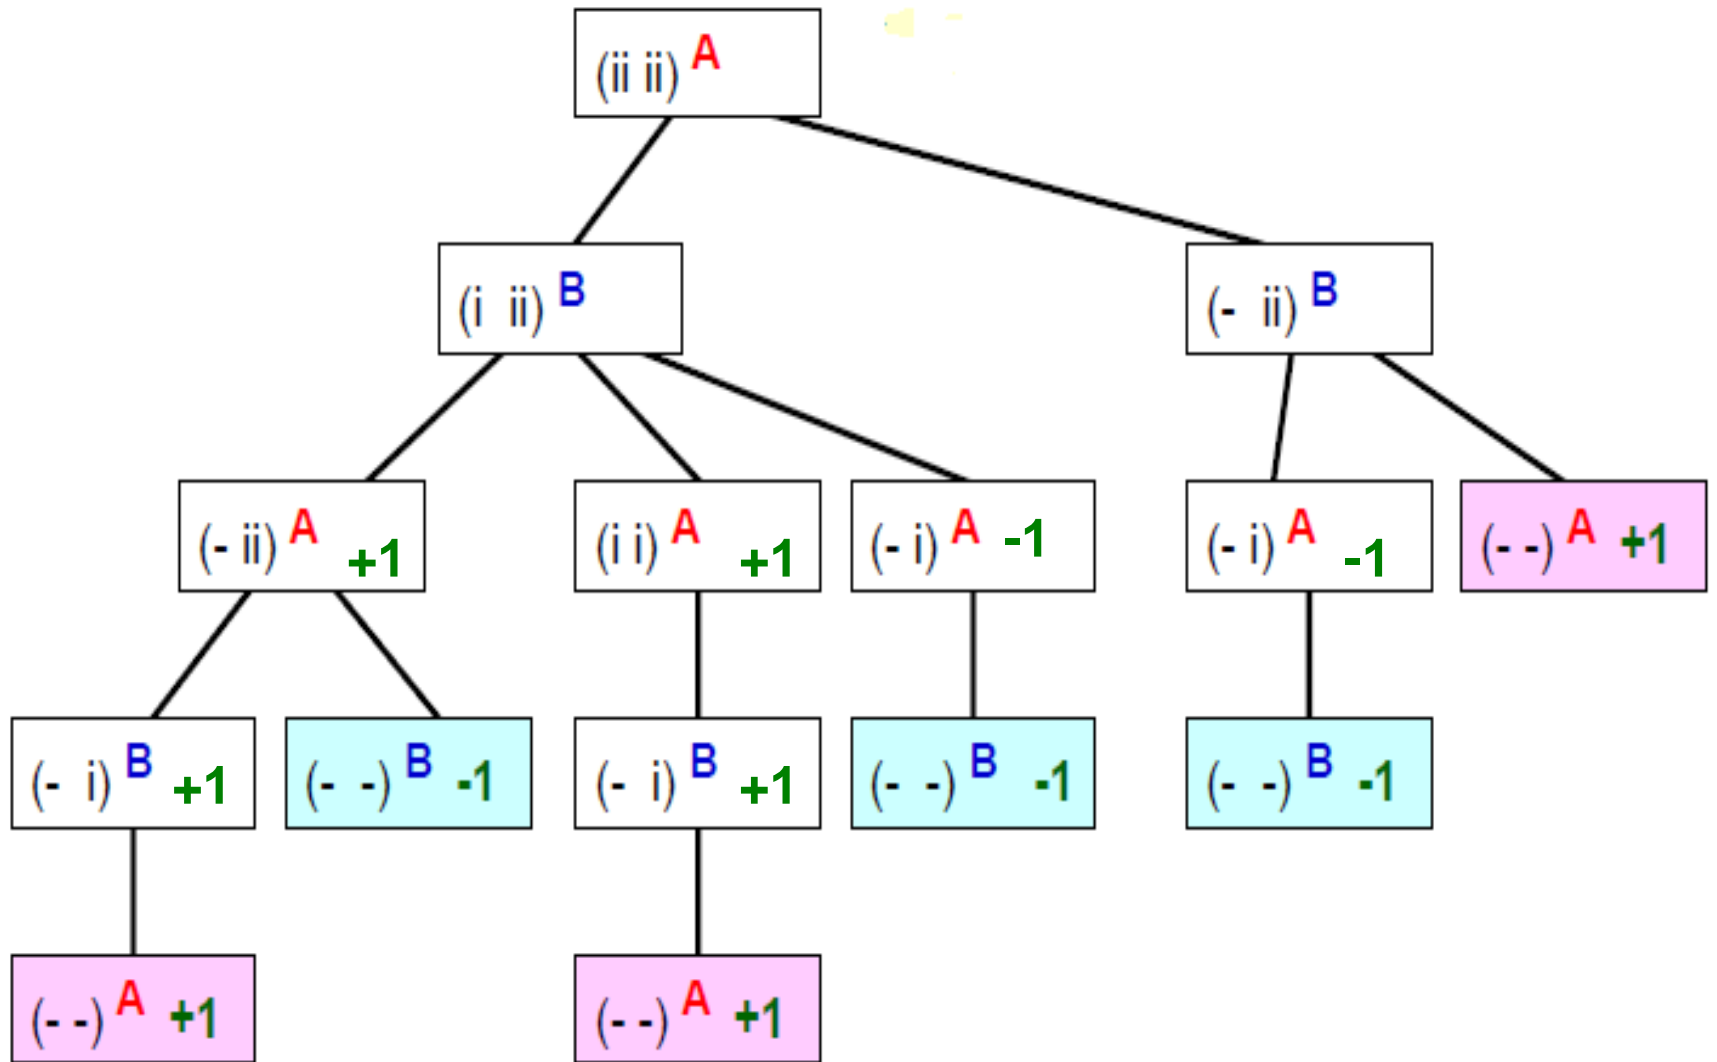 (ii ii) A
(i ii) B
(- ii) B
(- ii) A +1
(i i) A +1
(- i) A -1
(- i) A -1
(- -) A +1
(- i) B +1
(- -) B -1
(- i) B +1
(- -) B -1
(- -) B -1
(- -) A +1
(- -) A +1